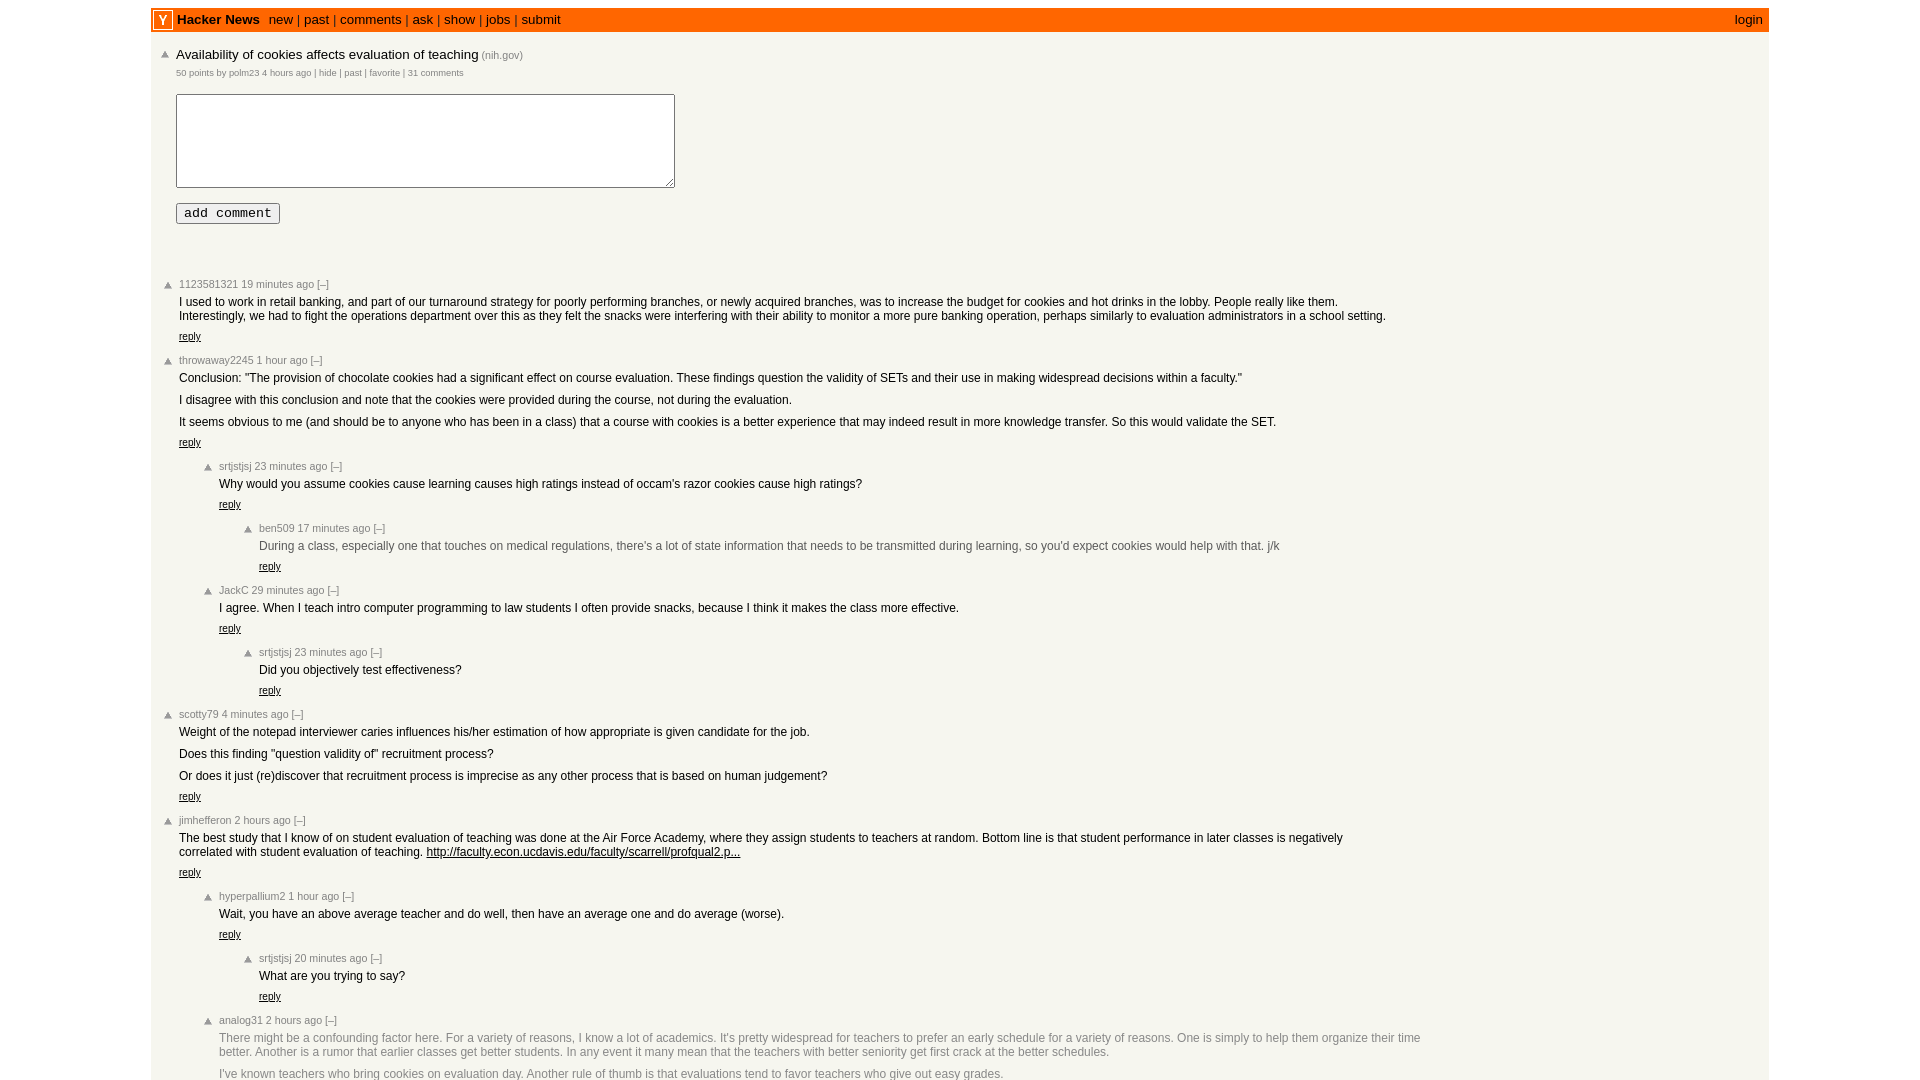 Y Hacker News new | past | comments | ask | show | jobs | submit login
Availability of cookies affects evaluation of teaching (nih.gov)
50 points by polm23 4 hours ago | hide | past | favorite | 31 comments
add comment
1123581321 19 minutes ago [–]
I used to work in retail banking, and part of our turnaround strategy for poorly performing branches, or newly acquired branches, was to increase the budget for cookies and hot drinks in the lobby. People really like them.
Interestingly, we had to fight the operations department over this as they felt the snacks were interfering with their ability to monitor a more pure banking operation, perhaps similarly to evaluation administrators in a school setting.
reply
throwaway2245 1 hour ago [–]
Conclusion: "The provision of chocolate cookies had a significant effect on course evaluation. These findings question the validity of SETs and their use in making widespread decisions within a faculty."
I disagree with this conclusion and note that the cookies were provided during the course, not during the evaluation.
It seems obvious to me (and should be to anyone who has been in a class) that a course with cookies is a better experience that may indeed result in more knowledge transfer. So this would validate the SET.
reply
srtjstjsj 23 minutes ago [–]
Why would you assume cookies cause learning causes high ratings instead of occam's razor cookies cause high ratings?
reply
ben509 17 minutes ago [–]
During a class, especially one that touches on medical regulations, there's a lot of state information that needs to be transmitted during learning, so you'd expect cookies would help with that. j/k
reply
JackC 29 minutes ago [–]
I agree. When I teach intro computer programming to law students I often provide snacks, because I think it makes the class more effective.
reply
srtjstjsj 23 minutes ago [–]
Did you objectively test effectiveness?
reply
scotty79 4 minutes ago [–]
Weight of the notepad interviewer caries influences his/her estimation of how appropriate is given candidate for the job.
Does this finding "question validity of" recruitment process?
Or does it just (re)discover that recruitment process is imprecise as any other process that is based on human judgement?
reply
jimhefferon 2 hours ago [–]
The best study that I know of on student evaluation of teaching was done at the Air Force Academy, where they assign students to teachers at random. Bottom line is that student performance in later classes is negatively
correlated with student evaluation of teaching. http://faculty.econ.ucdavis.edu/faculty/scarrell/profqual2.p...
reply
hyperpallium2 1 hour ago [–]
Wait, you have an above average teacher and do well, then have an average one and do average (worse).
reply
srtjstjsj 20 minutes ago [–]
What are you trying to say?
reply
analog31 2 hours ago [–]
There might be a confounding factor here. For a variety of reasons, I know a lot of academics. It's pretty widespread for teachers to prefer an early schedule for a variety of reasons. One is simply to help them organize their time
better. Another is a rumor that earlier classes get better students. In any event it many mean that the teachers with better seniority get first crack at the better schedules.
I've known teachers who bring cookies on evaluation day. Another rule of thumb is that evaluations tend to favor teachers who give out easy grades.